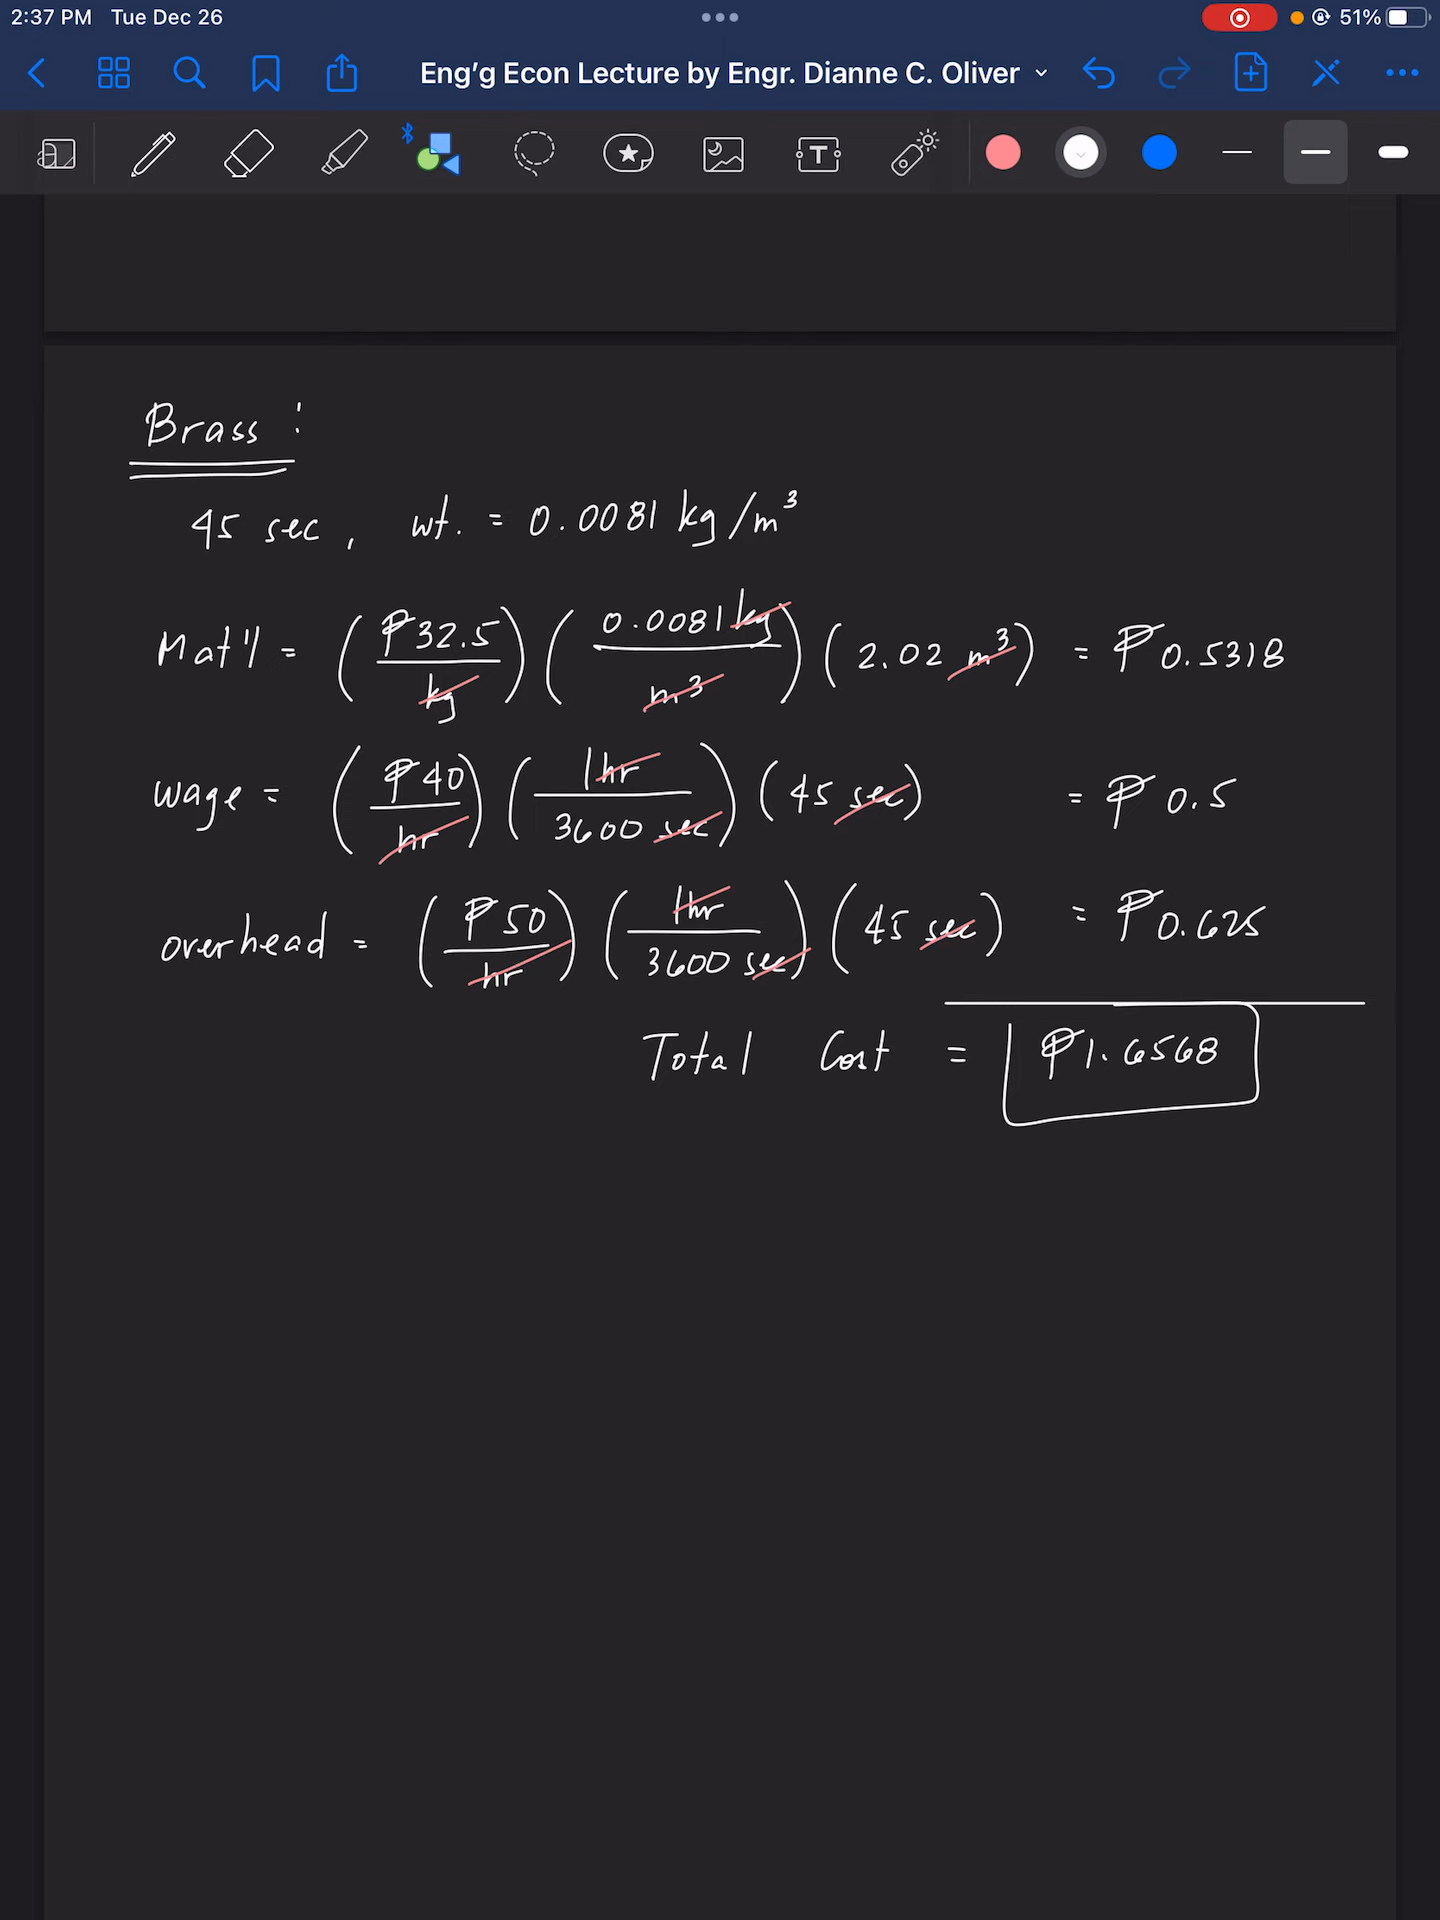 2:37 PM Tue Dec 26
51%
Eng'g Econ Lecture by Engr. Dianne C. Oliver
a
T
Brass :
45 sec, wt. = 0.0081 kg/m³
Mat'l = (₱32.5/kg) (0.0081 kg/m³) (2.02 m³) = ₱0.5318
wage = (₱40/hr) (1hr/3600 sec) (45 sec) = ₱0.5
overhead = (₱50/hr) (1hr/3600 sec) (45 sec) = ₱0.625
Total Cost = ₱1.6568